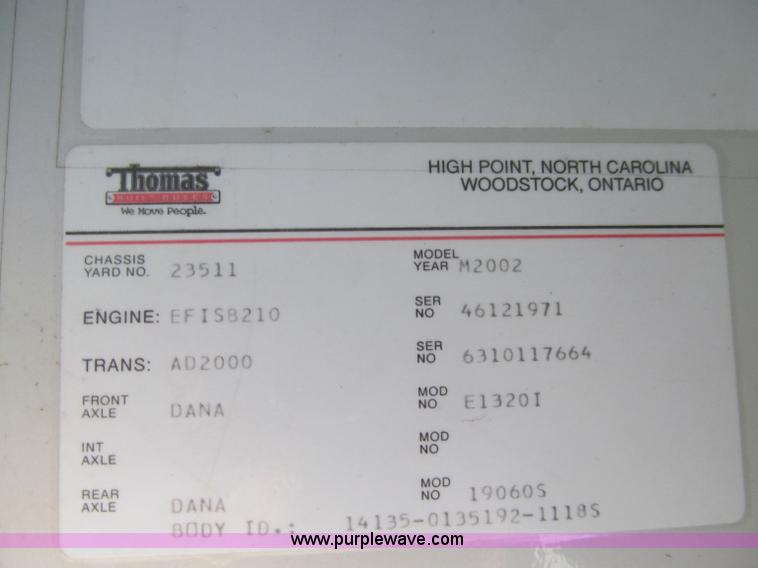 Thomas
BUILT BUSES
We Move People.
HIGH POINT, NORTH CAROLINA
WOODSTOCK, ONTARIO
CHASSIS YARD NO. 23511 MODEL YEAR M2002
ENGINE: EFISB210 SER NO 46121971
TRANS: AD2000 SER NO 6310117664
FRONT AXLE DANA MOD NO E1320I
INT AXLE MOD NO
REAR AXLE DANA MOD NO 19060S
BODY ID.: 14135-0135192-1118S
www.purplewave.com